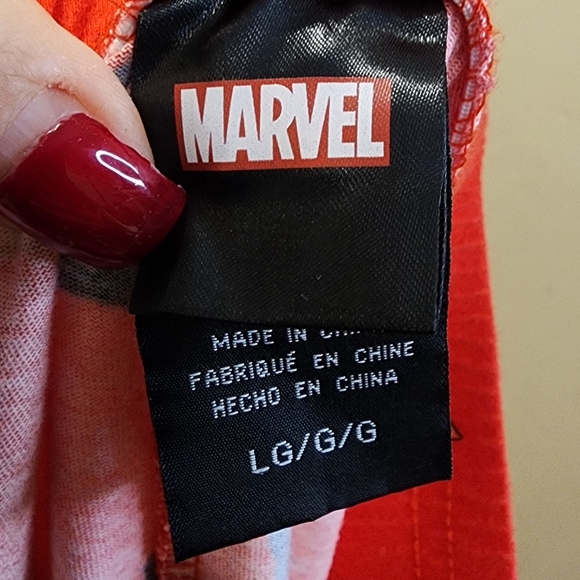 MARVEL
MADE IN
FABRIQUÉ EN CHINE
HECHO EN CHINA
LG/G/G